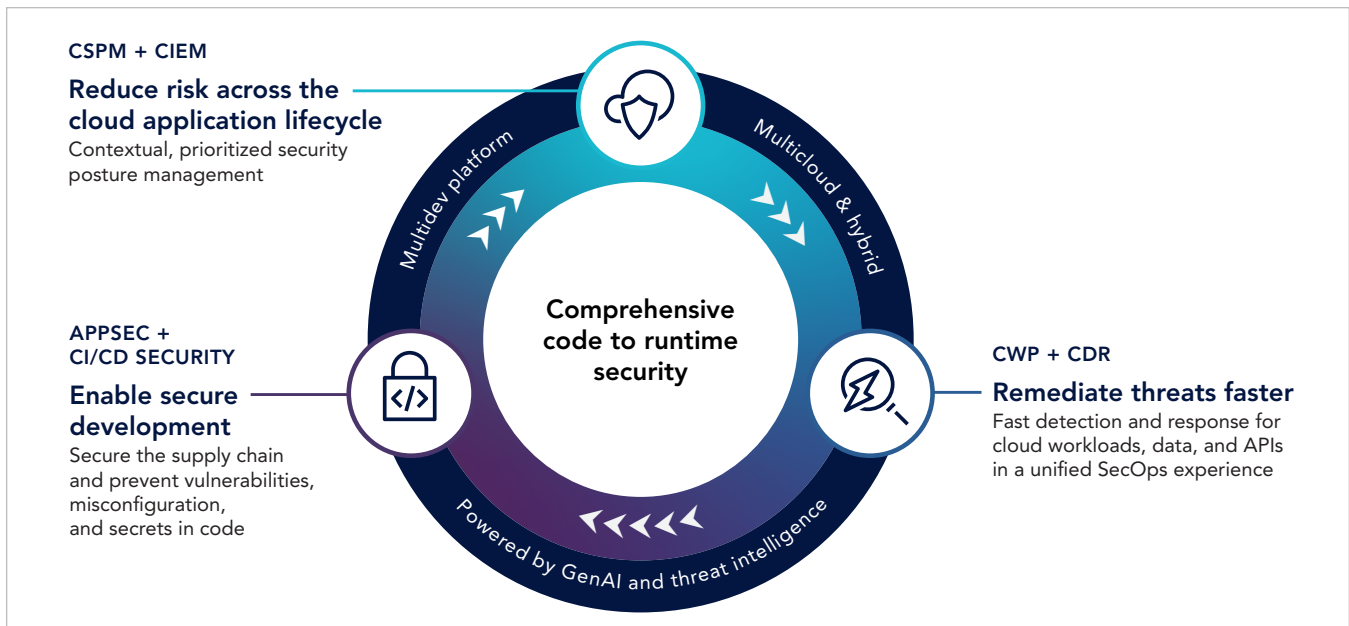 CSPM + CIEM
Reduce risk across the
cloud application lifecycle
Contextual, prioritized security
posture management
Multidev platform
Multicloud & hybrid
Comprehensive
code to runtime
security
APPSEC +
CI/CD SECURITY
Enable secure
development
Secure the supply chain
and prevent vulnerabilities,
misconfiguration,
and secrets in code
</>
CWP + CDR
Remediate threats faster
Fast detection and response for
cloud workloads, data, and APIs
in a unified SecOps experience
Powered by GenAI and threat intelligence